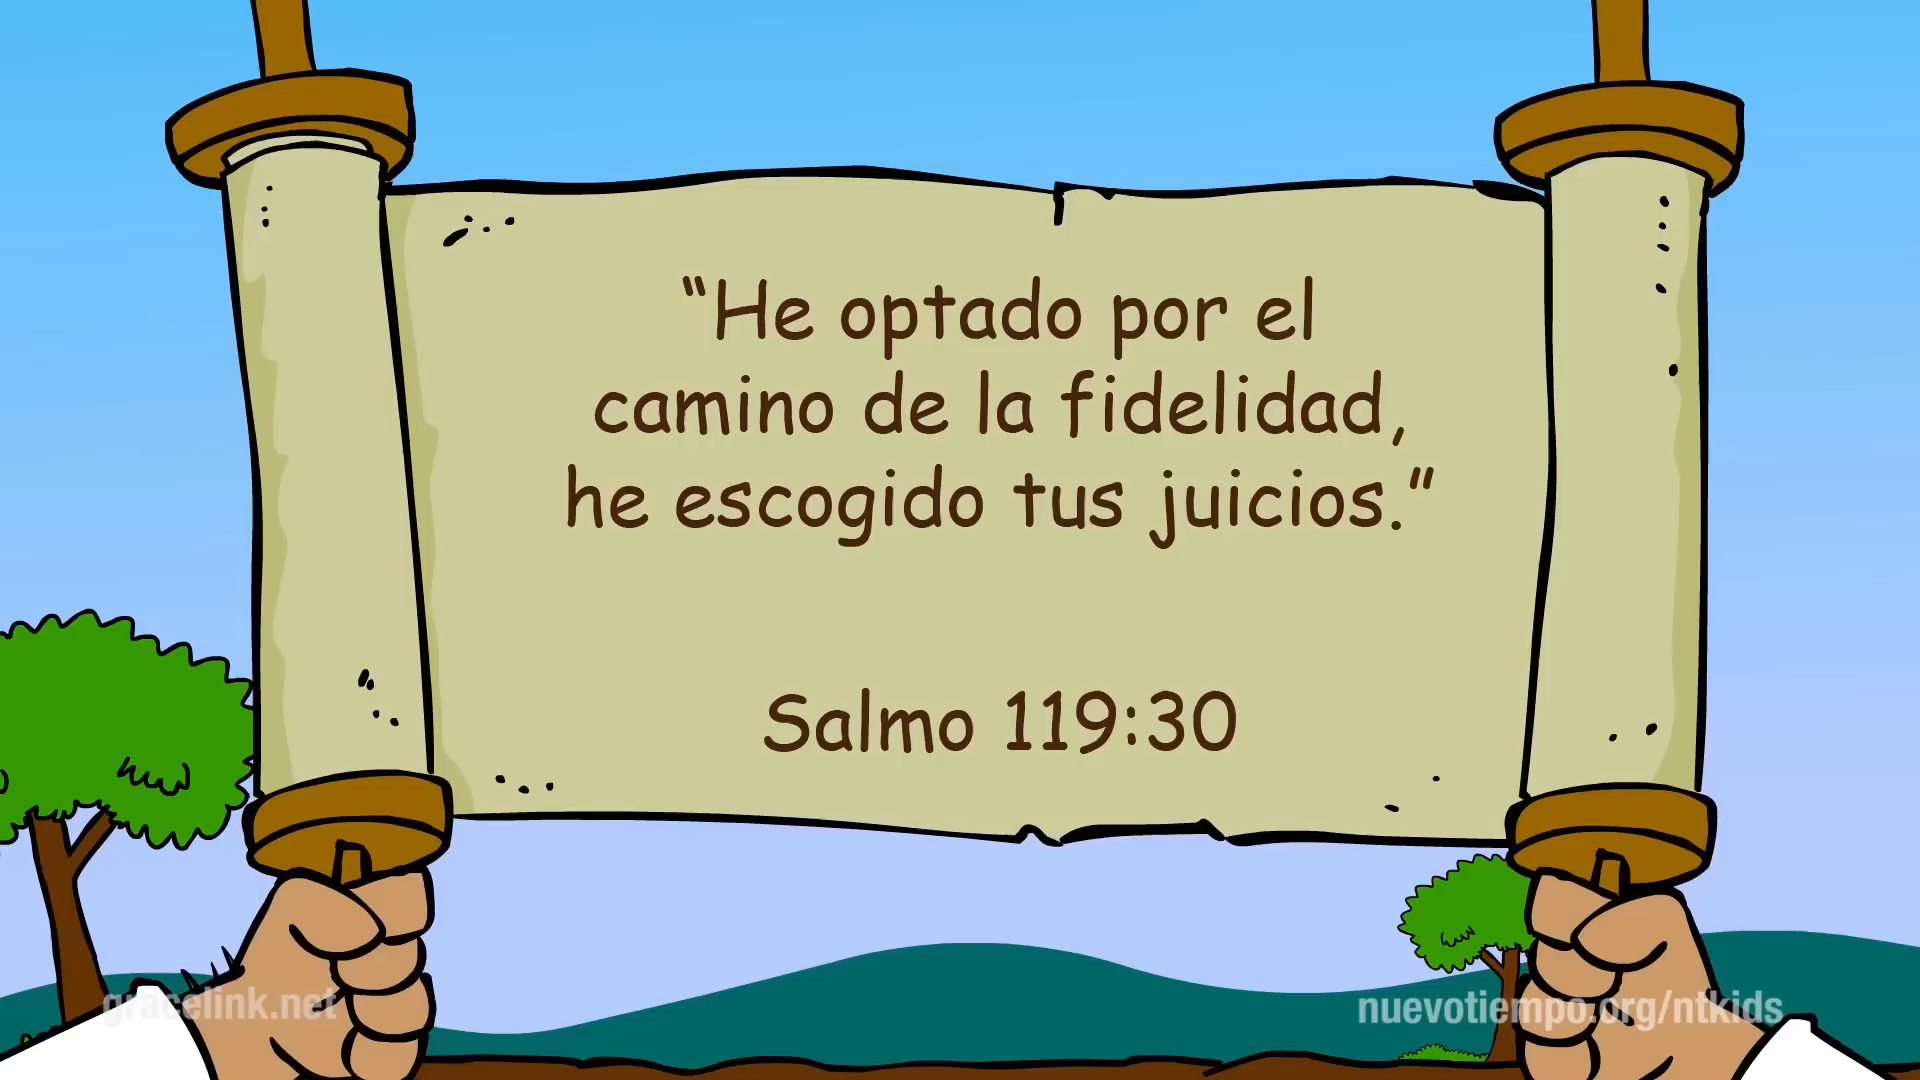 “He optado por el
camino de la fidelidad,
he escogido tus juicios.”
Salmo 119:30
gracelink.net
nuevotiempo.org/ntkids